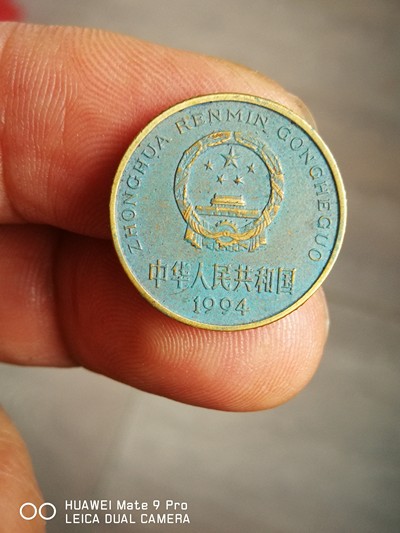 ZHONGHUA RENMIN GONGHEGUO
中华人民共和国
1994
HUAWEI Mate 9 Pro
LEICA DUAL CAMERA